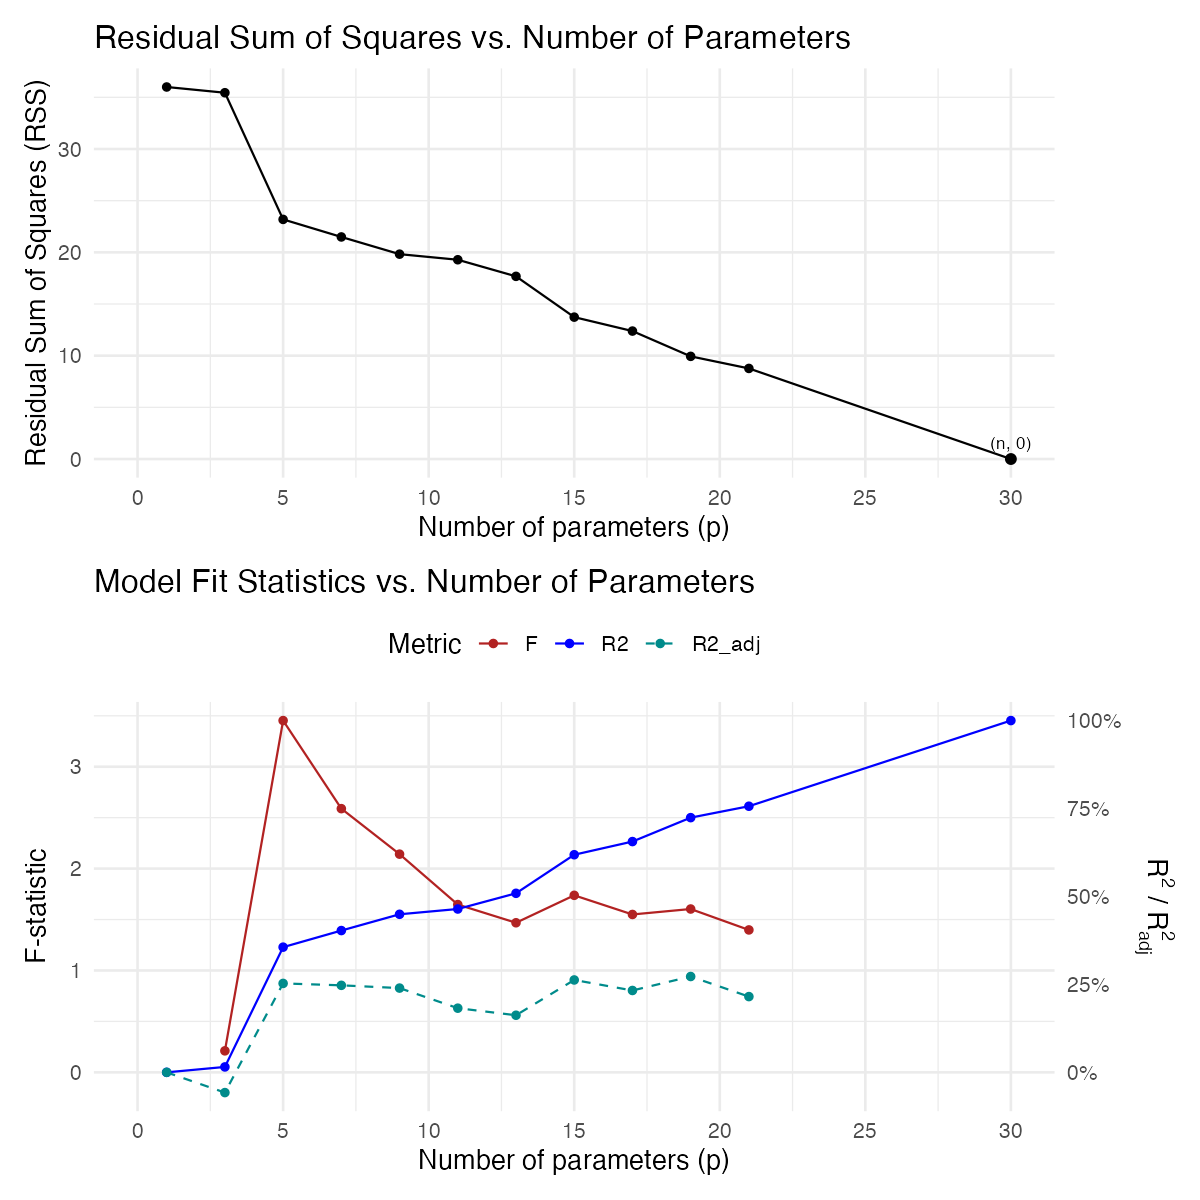 Residual Sum of Squares vs. Number of Parameters
Residual Sum of Squares (RSS)
30
20
10
0
(n, 0)
0 5 10 15 20 25 30
Number of parameters (p)
Model Fit Statistics vs. Number of Parameters
Metric F R2 R2_adj
F-statistic
3
2
1
0
100%
75%
50%
25%
0%
R² / R²adj
0 5 10 15 20 25 30
Number of parameters (p)